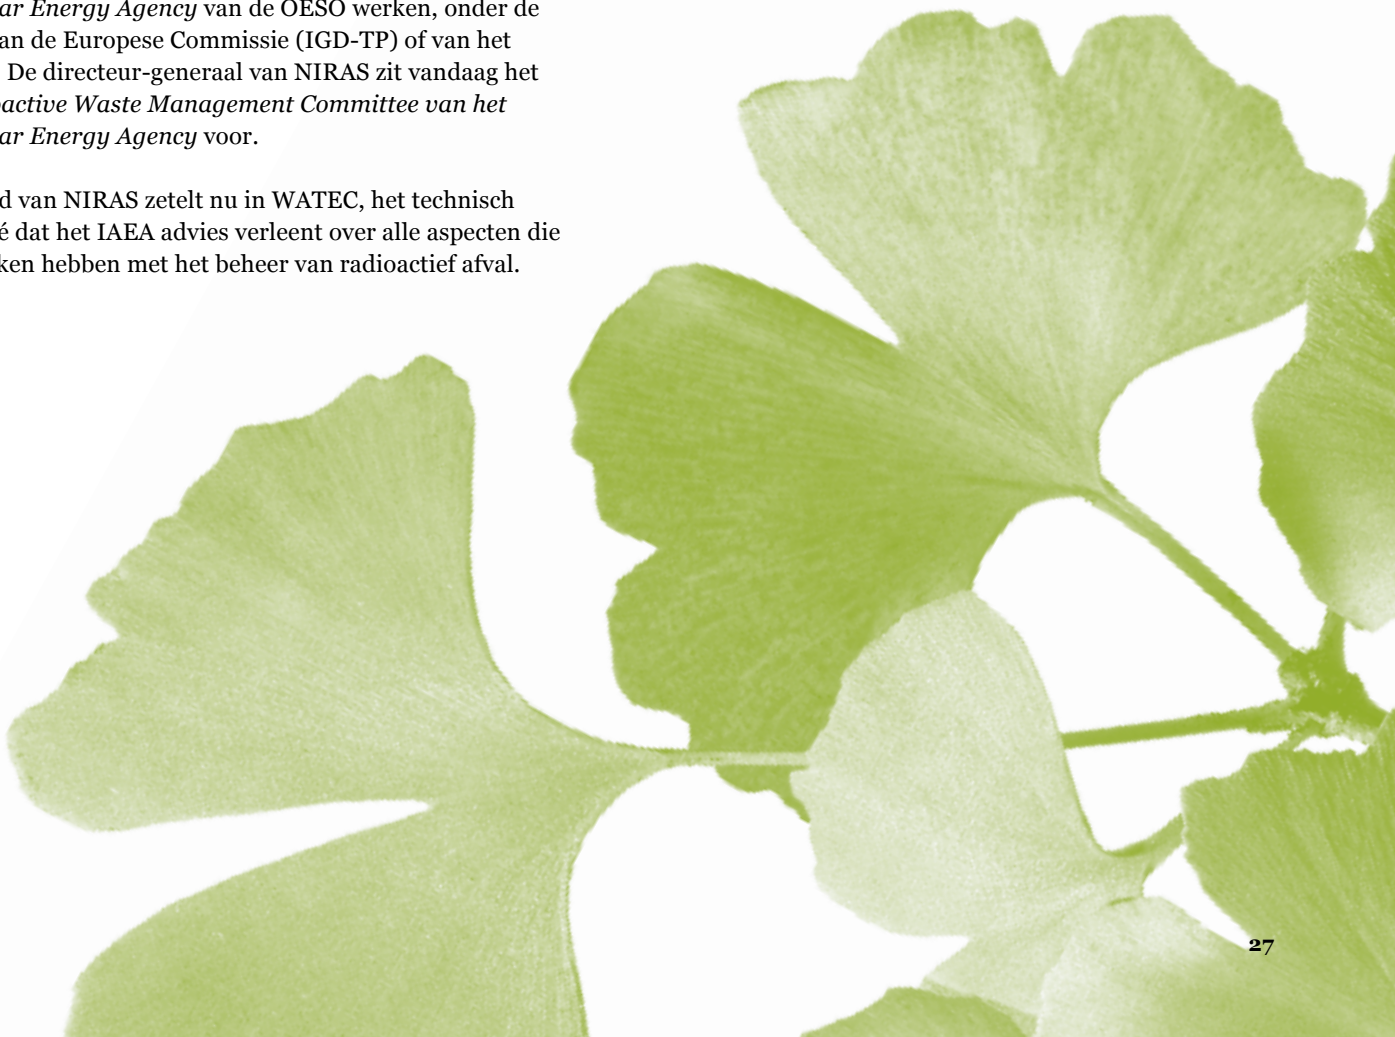 ar Energy Agency van de OESO werken, onder de
an de Europese Commissie (IGD-TP) of van het
De directeur-generaal van NIRAS zit vandaag het
active Waste Management Committee van het
ar Energy Agency voor.
d van NIRAS zetelt nu in WATEC, het technisch
é dat het IAEA advies verleent over alle aspecten die
ken hebben met het beheer van radioactief afval.
27